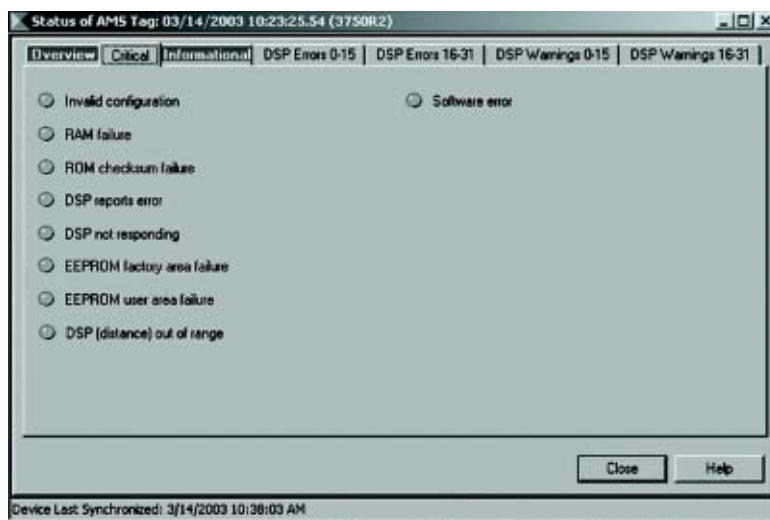 Status of AMS Tag: 03/14/2003 10:23:25.54 (3750R2)
Overview Critical Informational DSP Errors 0-15 DSP Errors 16-31 DSP Warnings 0-15 DSP Warnings 16-31
Invalid configuration Software error
RAM failure
ROM checksum failure
DSP reports error
DSP not responding
EEPROM factory area failure
EEPROM user area failure
DSP (distance) out of range
Close Help
Device Last Synchronized: 3/14/2003 10:38:03 AM